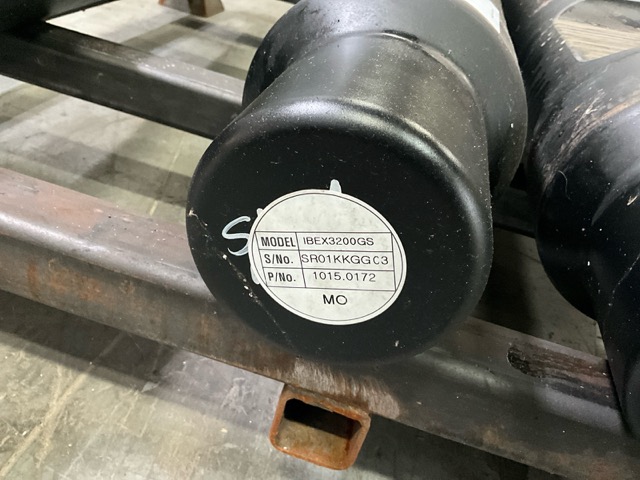 MODEL IBEX3200GS
S/No. SR01KKGGC3
P/No. 1015.0172
MO